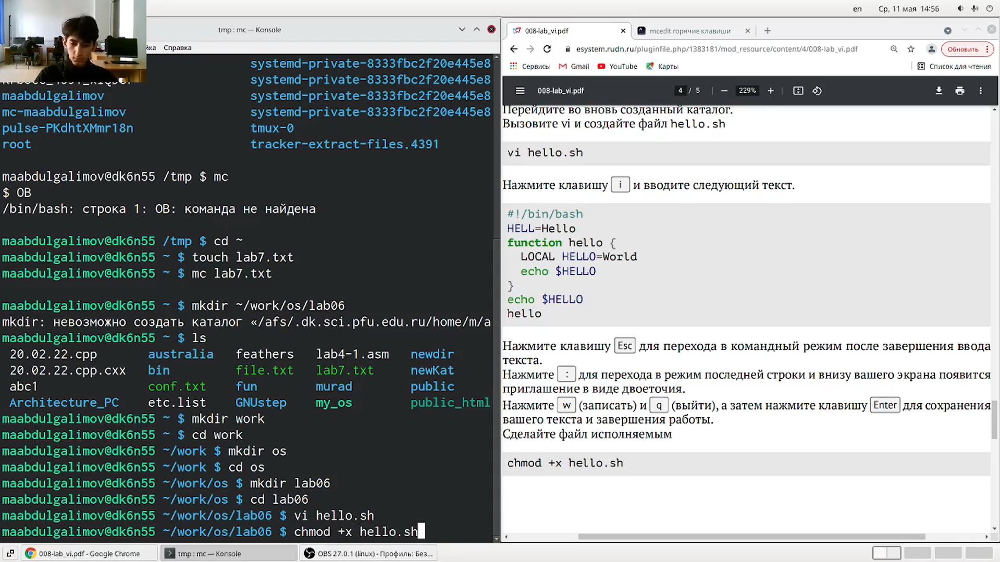 en
Ср, 11 мая 14:56
tmp : mc — Konsole
йка Справка
systemd-private-8333fbc2f20e445e8
systemd-private-8333fbc2f20e445e8
maabdulgalimov systemd-private-8333fbc2f20e445e8
mc-maabdulgalimov systemd-private-8333fbc2f20e445e8
pulse-PKdhtXMmr18n tmux-0
root tracker-extract-files.4391
maabdulgalimov@dk6n55 /tmp $ mc
$ OB
/bin/bash: строка 1: OB: команда не найдена
maabdulgalimov@dk6n55 /tmp $ cd ~
maabdulgalimov@dk6n55 ~ $ touch lab7.txt
maabdulgalimov@dk6n55 ~ $ mc lab7.txt
maabdulgalimov@dk6n55 ~ $ mkdir ~/work/os/lab06
mkdir: невозможно создать каталог «/afs/.dk.sci.pfu.edu.ru/home/m/a
maabdulgalimov@dk6n55 ~ $ ls
20.02.22.cpp australia feathers lab4-1.asm newdir
20.02.22.cpp.cxx bin file.txt lab7.txt newKat
abc1 conf.txt fun murad public
Architecture_PC etc.list GNUstep my_os public_html
maabdulgalimov@dk6n55 ~ $ mkdir work
maabdulgalimov@dk6n55 ~ $ cd work
maabdulgalimov@dk6n55 ~/work $ mkdir os
maabdulgalimov@dk6n55 ~/work $ cd os
maabdulgalimov@dk6n55 ~/work/os $ mkdir lab06
maabdulgalimov@dk6n55 ~/work/os $ cd lab06
maabdulgalimov@dk6n55 ~/work/os/lab06 $ vi hello.sh
maabdulgalimov@dk6n55 ~/work/os/lab06 $ chmod +x hello.sh
008-lab_vi.pdf
mcedit горячие клавиши
esystem.rudn.ru/pluginfile.php/1383181/mod_resource/content/4/008-lab_vi.pdf
Обновить
Сервисы Gmail YouTube Карты
Список для чтения
008-lab_vi.pdf 4 / 5 229%
Перейдите во вновь созданный каталог.
Вызовите vi и создайте файл hello.sh
vi hello.sh
Нажмите клавишу i и вводите следующий текст.
#!/bin/bash
HELL=Hello
function hello {
LOCAL HELLO=World
echo $HELLO
}
echo $HELLO
hello
Нажмите клавишу Esc для перехода в командный режим после завершения ввода
текста.
Нажмите : для перехода в режим последней строки и внизу вашего экрана появится
приглашение в виде двоеточия.
Нажмите w (записать) и q (выйти), а затем нажмите клавишу Enter для сохранения
вашего текста и завершения работы.
Сделайте файл исполняемым
chmod +x hello.sh
008-lab_vi.pdf - Google Chrome
tmp : mc — Konsole
OBS 27.0.1 (linux) - Профиль: Без...